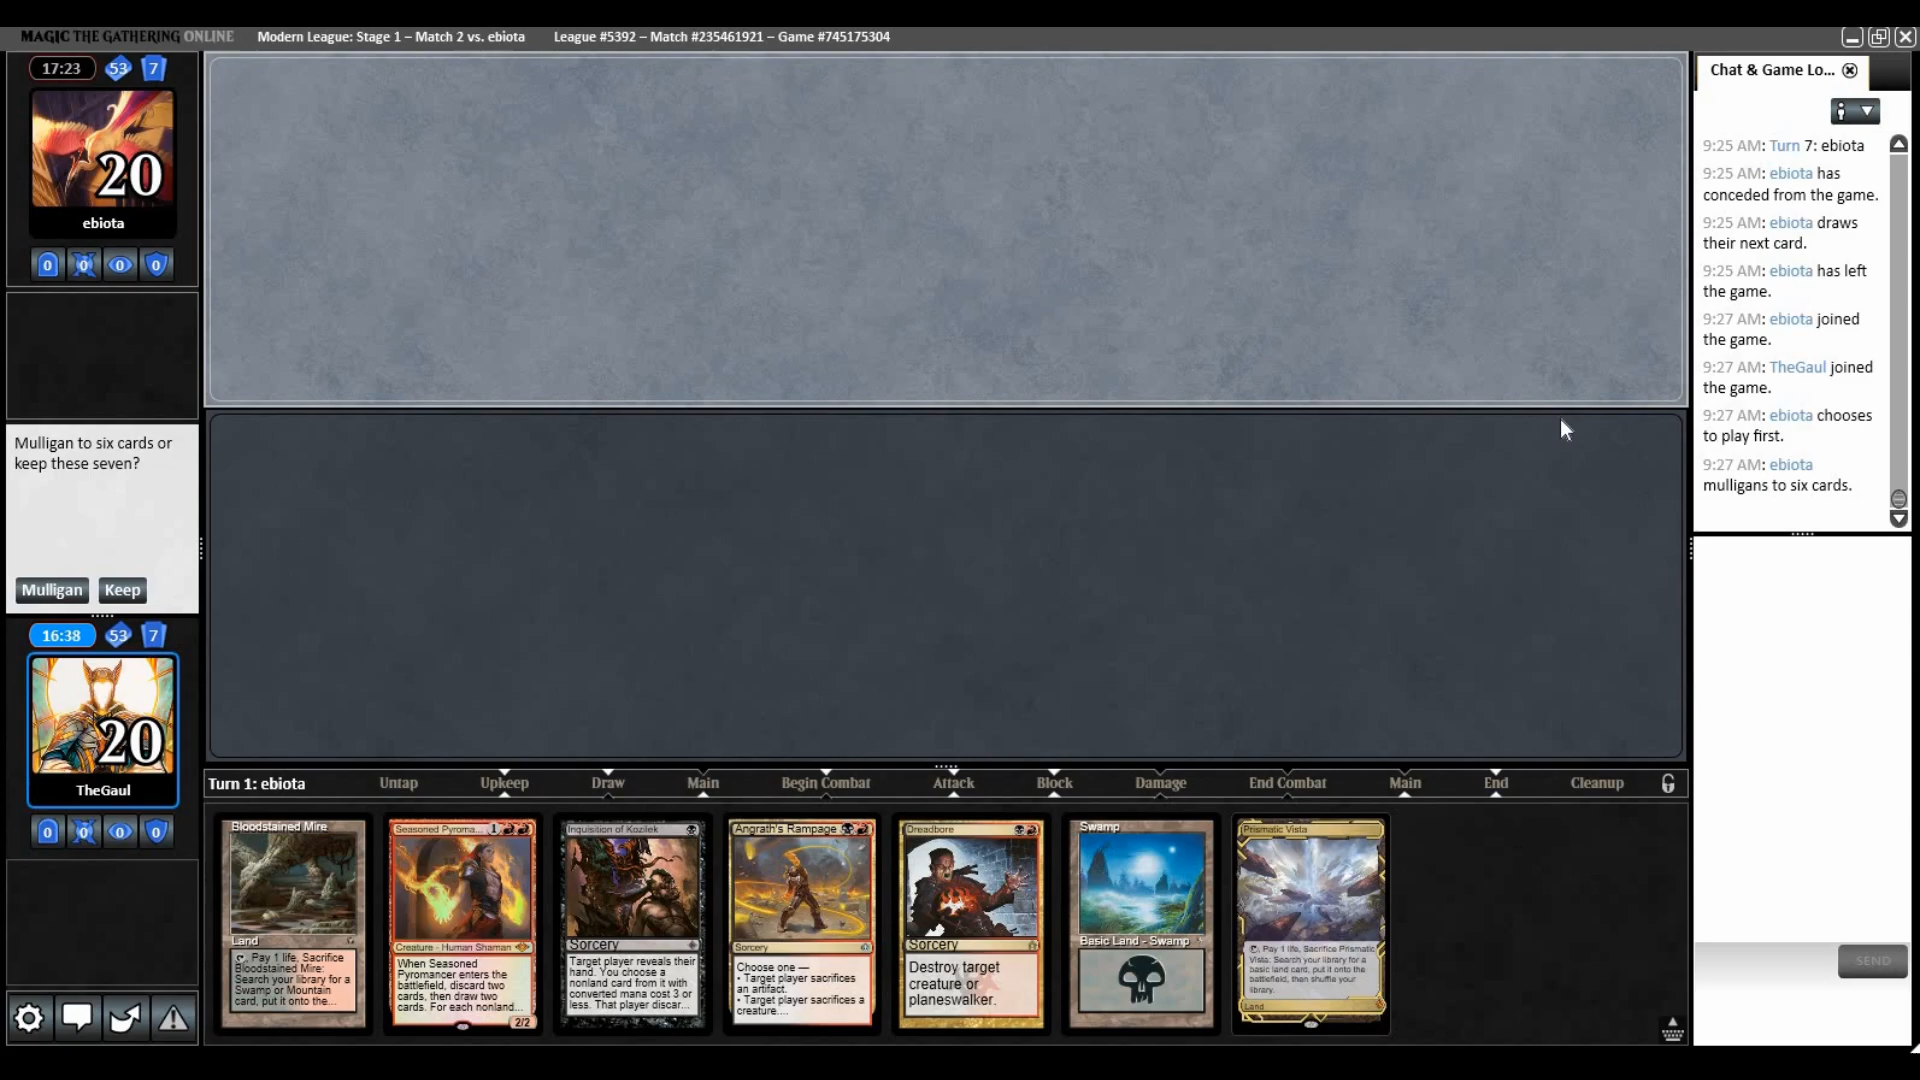 MAGIC THE GATHERING ONLINE
Modern League: Stage 1 – Match 2 vs. ebiota
League #5392 – Match #235461921 – Game #745175304
17:23
53
7
20
ebiota
0
0
0
0
Mulligan to six cards or
keep these seven?
Mulligan
Keep
16:38
53
7
20
TheGaul
0
0
0
0
Turn 1: ebiota
Untap
Upkeep
Draw
Main
Begin Combat
Attack
Block
Damage
End Combat
Main
End
Cleanup
Bloodstained Mire
Land
, Pay 1 life, Sacrifice
Bloodstained Mire:
Search your library for a
Swamp or Mountain
card, put it onto the...
Seasoned Pyroma... 1
Creature - Human Shaman
When Seasoned
Pyromancer enters the
battlefield, discard two
cards, then draw two
cards. For each nonland...
2/2
Inquisition of Kozilek
Sorcery
Target player reveals their
hand. You choose a
nonland card from it with
converted mana cost 3 or
less. That player discar...
Angrath's Rampage
Sorcery
Choose one —
• Target player sacrifices
an artifact.
• Target player sacrifices a
creature....
Dreadbore
Sorcery
Destroy target
creature or
planeswalker.
Swamp
Basic Land - Swamp
Prismatic Vista
, Pay 1 life, Sacrifice Prismatic
Vista: Search your library for a
basic land card, put it onto the
battlefield, then shuffle your
library.
Land
Chat & Game Lo...
9:25 AM: Turn 7: ebiota
9:25 AM: ebiota has
conceded from the game.
9:25 AM: ebiota draws
their next card.
9:25 AM: ebiota has left
the game.
9:27 AM: ebiota joined
the game.
9:27 AM: TheGaul joined
the game.
9:27 AM: ebiota chooses
to play first.
9:27 AM: ebiota
mulligans to six cards.
SEND